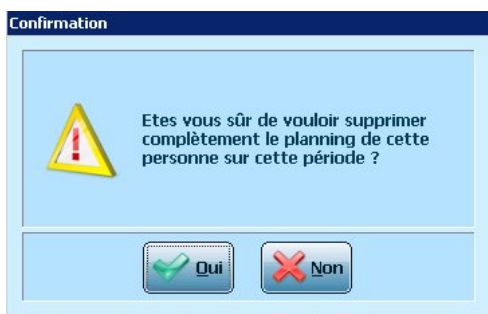 Confirmation
Etes vous sûr de vouloir supprimer
complètement le planning de cette
personne sur cette période ?
Oui
Non